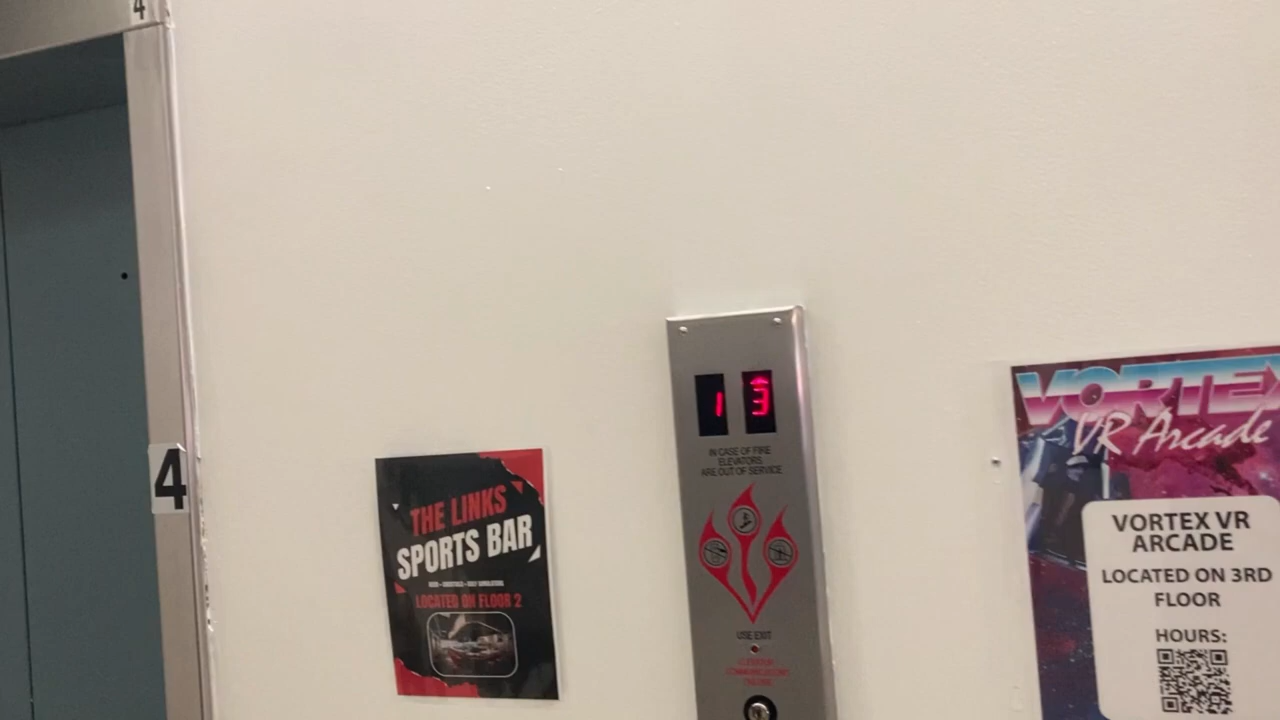 4
4
THE LINKS
SPORTS BAR
LOCATED ON FLOOR 2
1 3
IN CASE OF FIRE
ELEVATORS
ARE OUT OF SERVICE
USE EXIT
VORTEX
VR Arcade
VORTEX VR
ARCADE
LOCATED ON 3RD
FLOOR
HOURS: